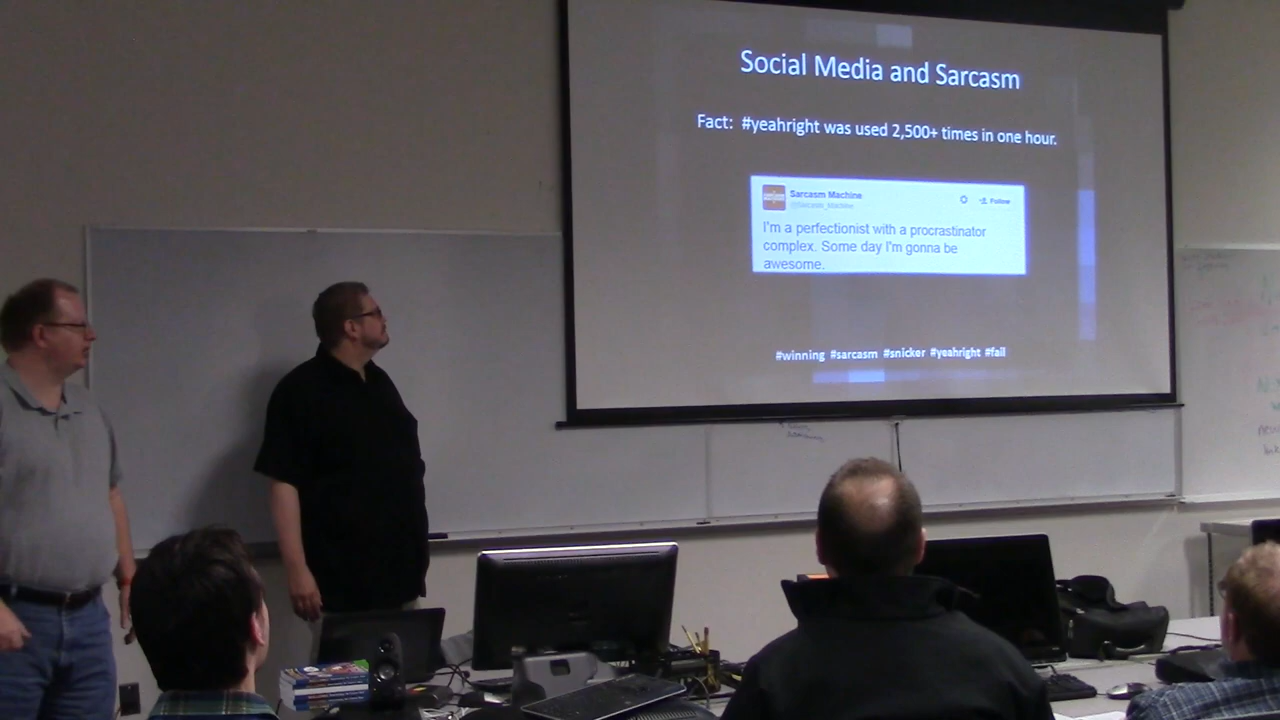 Social Media and Sarcasm
Fact: #yeahright was used 2,500+ times in one hour.
Sarcasm Machine
@Sarcasm_Machine
Follow
I'm a perfectionist with a procrastinator
complex. Some day I'm gonna be
awesome.
#winning #sarcasm #snicker #yeahright #fail